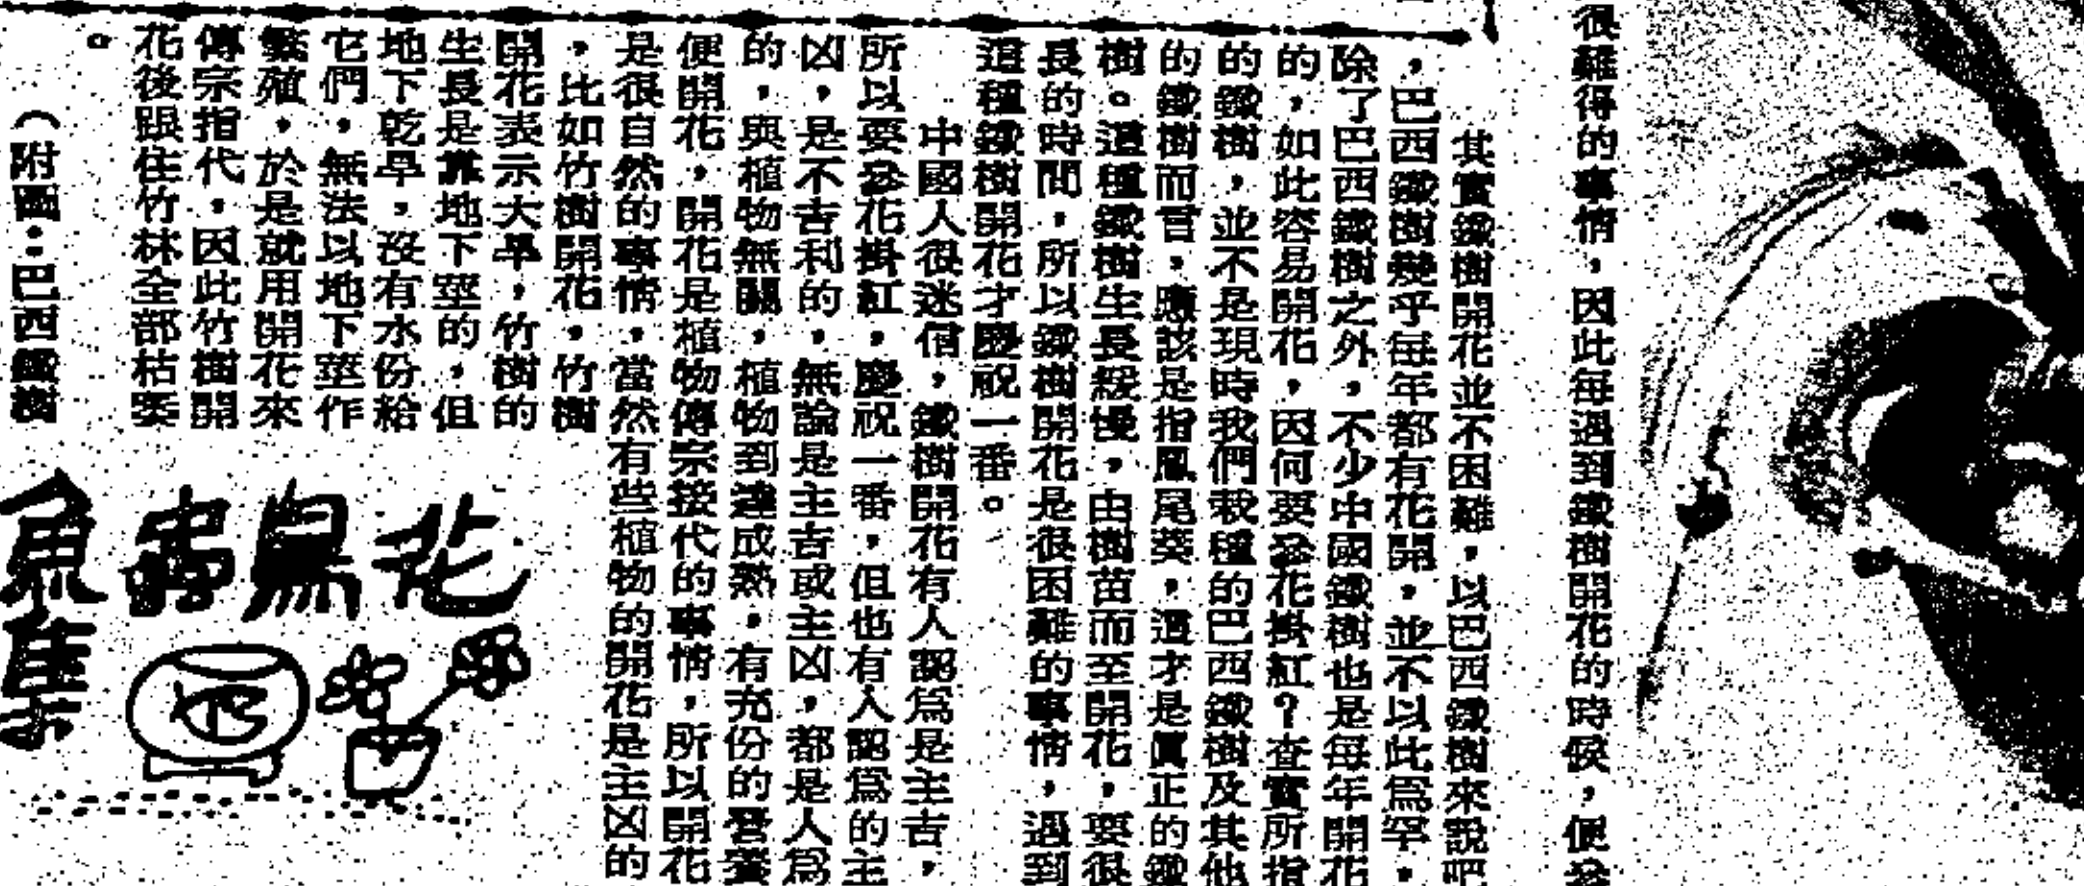 很難得的事情，因此每遇到鐵樹開花的時候，便
其實鐵樹開花並不困難，以巴西鐵樹來說吧
，巴西鐵樹幾乎每年都有花開，並不以此爲罕，
除了巴西鐵樹之外，不少中國鐵樹也是每年開花
的，如此容易開花，因何要簪花掛紅？查實所指
的鐵樹，並不是現時我們栽種的巴西鐵樹及其他
的鐵樹而言，應該是指鳳尾葵，這才是眞正的鐵
樹。這種鐵樹生長緩慢，由樹苗而至開花，要很
長的時間，所以鐵樹開花是很困難的事情，遇到
這種鐵樹開花才慶祝一番。
中國人很迷信，鐵樹開花有人認爲是主吉，
所以要簪花掛紅，慶祝一番，但也有人認爲的主
凶，是不吉利的，無論是主吉或主凶，都是人爲
的，與植物無關，植物到達成熟，有充份的營養
便開花，開花是植物傳宗接代的事情，所以開花
是很自然的事情，當然有些植物的開花是主凶的
，比如竹樹開花，竹樹
開花表示大旱，竹樹的
生長是靠地下莖的，但
地下乾旱，沒有水份給
它們，無法以地下莖作
繁殖，於是就用開花來
傳宗指代，因此竹樹開
花後跟住竹林全部枯萎
。
（附圖：巴西鐵樹
花鳥蟲
魚集